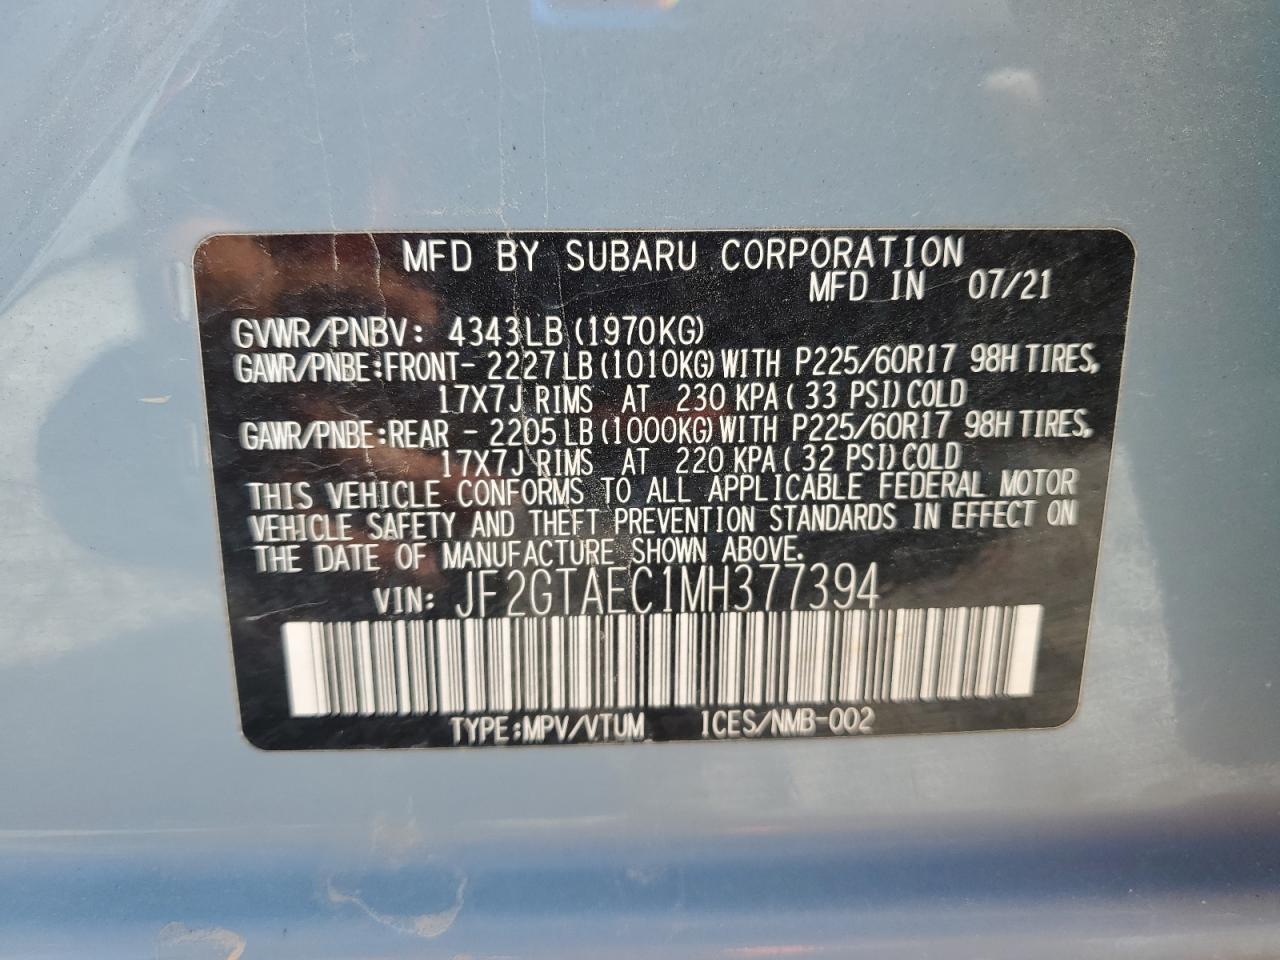 MFD BY SUBARU CORPORATION
MFD IN 07/21
GVWR/PNBV: 4343LB (1970KG)
GAWR/PNBE:FRONT- 2227LB (1010KG) WITH P225/60R17 98H TIRES,
17X7J RIMS AT 230 KPA ( 33 PSI) COLD
GAWR/PNBE:REAR - 2205LB (1000KG) WITH P225/60R17 98H TIRES,
17X7J RIMS AT 220 KPA ( 32 PSI) COLD
THIS VEHICLE CONFORMS TO ALL APPLICABLE FEDERAL MOTOR
VEHICLE SAFETY AND THEFT PREVENTION STANDARDS IN EFFECT ON
THE DATE OF MANUFACTURE SHOWN ABOVE.
VIN: JF2GTAEC1MH377394
TYPE:MPV/VTUM ICES/NMB-002